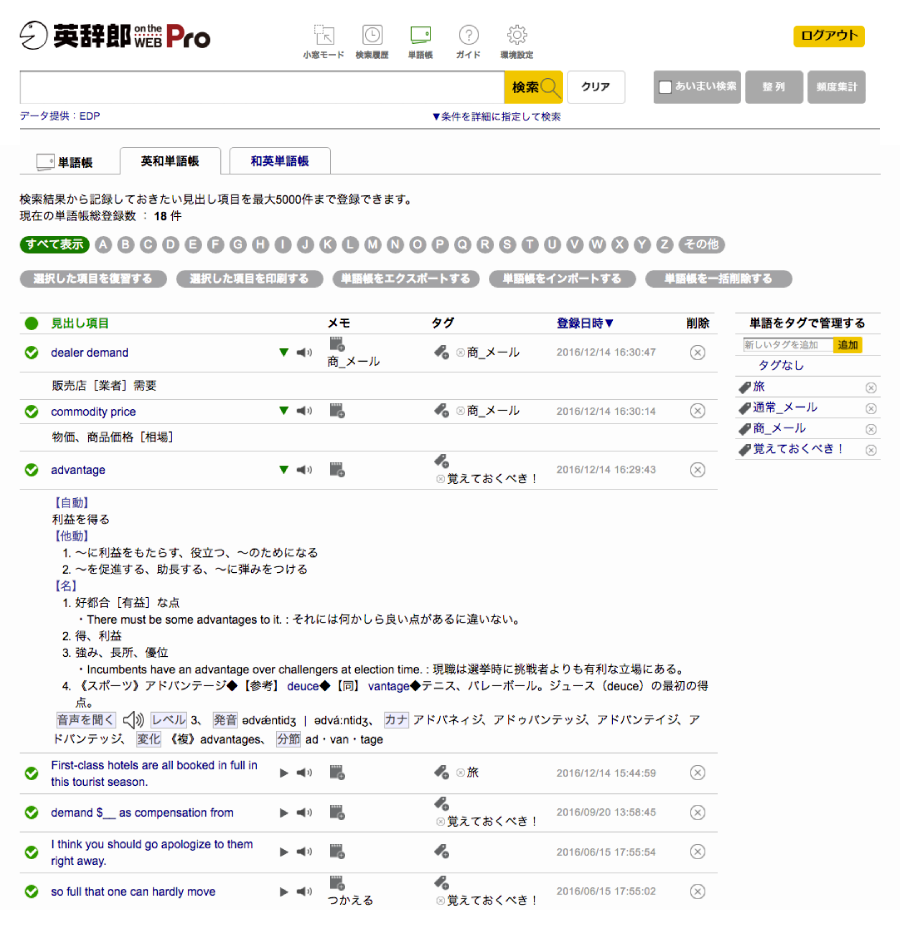 英辞郎 on the WEB Pro
小窓モード 検索履歴 単語帳 ガイド 環境設定
ログアウト
検索 クリア あいまい検索 整 列 頻度集計
データ提供：EDP ▼条件を詳細に指定して検索
単語帳 英和単語帳 和英単語帳
検索結果から記録しておきたい見出し項目を最大5000件まで登録できます。
現在の単語帳総登録数 ： 18 件
すべて表示 A B C D E F G H I J K L M N O P Q R S T U V W X Y Z その他
選択した項目を復習する 選択した項目を印刷する 単語帳をエクスポートする 単語帳をインポートする 単語帳を一括削除する
見出し項目 メモ タグ 登録日時▼ 削除
dealer demand 商_メール 商_メール 2016/12/14 16:30:47
販売店［業者］需要
commodity price 商_メール 2016/12/14 16:30:14
物価、商品価格［相場］
advantage 覚えておくべき！ 2016/12/14 16:29:43
【自動】
利益を得る
【他動】
1. 〜に利益をもたらす、役立つ、〜のためになる
2. 〜を促進する、助長する、〜に弾みをつける
【名】
1. 好都合［有益］な点
・There must be some advantages to it. : それには何かしら良い点があるに違いない。
2. 得、利益
3. 強み、長所、優位
・Incumbents have an advantage over challengers at election time. : 現職は選挙時に挑戦者よりも有利な立場にある。
4. 《スポーツ》アドバンテージ◆【参考】 deuce◆【同】 vantage◆テニス、バレーボール。ジュース（deuce）の最初の得
点。
音声を聞く レベル 3、 発音 ədvǽntidʒ | ədvá:ntidʒ、 カナ アドバネィジ、アドゥバンテッジ、アドバンテイジ、ア
ドバンテッジ、 変化 《複》advantages、 分節 ad・van・tage
First-class hotels are all booked in full in
this tourist season. 旅 2016/12/14 15:44:59
demand $__ as compensation from 覚えておくべき！ 2016/09/20 13:58:45
I think you should go apologize to them
right away. 2016/06/15 17:55:54
so full that one can hardly move つかえる 覚えておくべき！ 2016/06/15 17:55:02
単語をタグで管理する
新しいタグを追加 追加
タグなし
旅
通常_メール
商_メール
覚えておくべき！